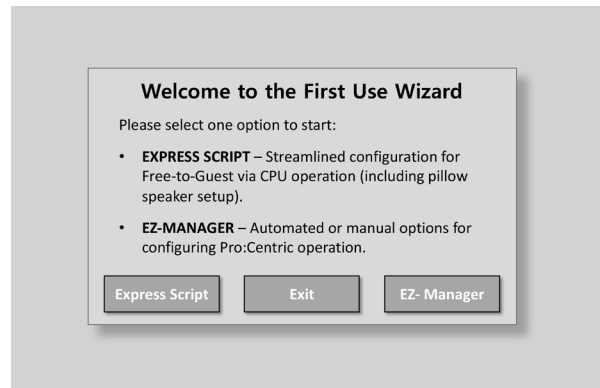 Welcome to the First Use Wizard
Please select one option to start:
• EXPRESS SCRIPT – Streamlined configuration for
Free-to-Guest via CPU operation (including pillow
speaker setup).
• EZ-MANAGER – Automated or manual options for
configuring Pro:Centric operation.
Express Script Exit EZ- Manager